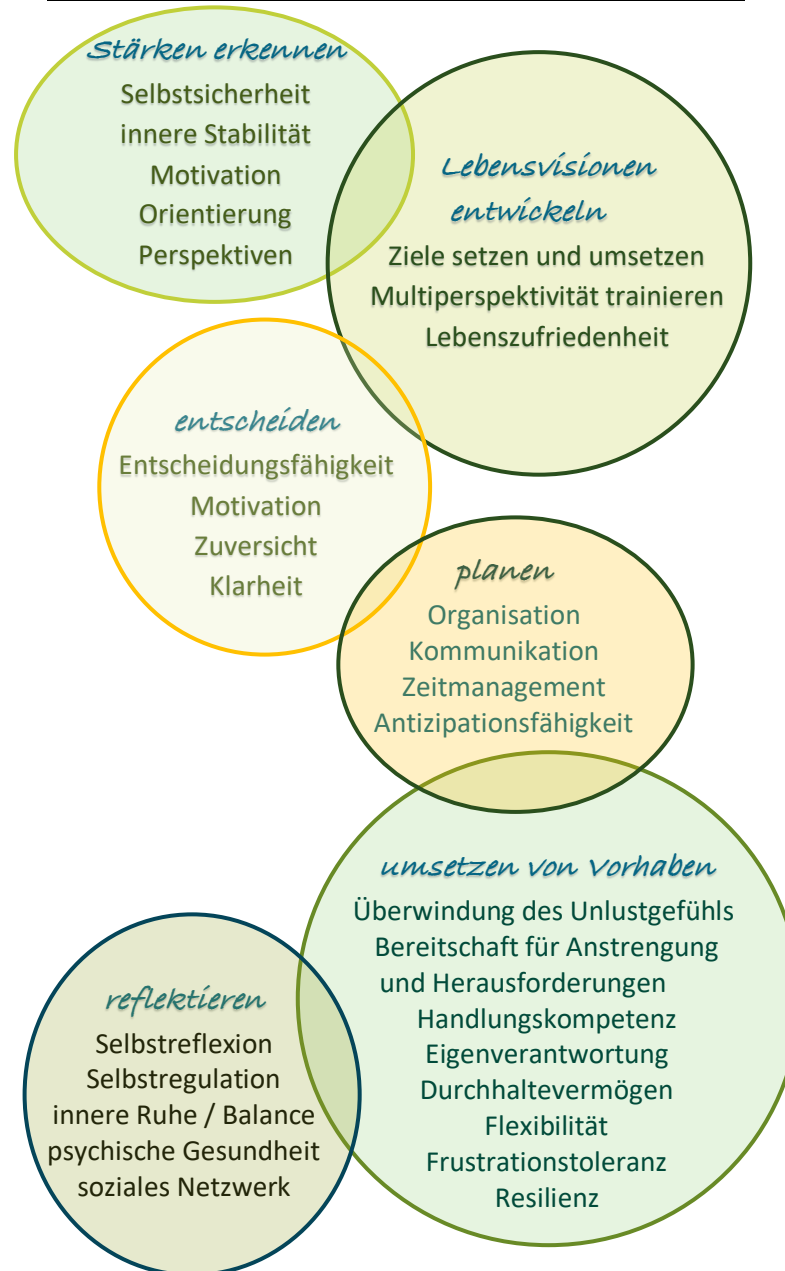 Stärken erkennen
Selbstsicherheit
innere Stabilität
Motivation
Orientierung
Perspektiven
Lebensvisionen
entwickeln
Ziele setzen und umsetzen
Multiperspektivität trainieren
Lebenszufriedenheit
entscheiden
Entscheidungsfähigkeit
Motivation
Zuversicht
Klarheit
planen
Organisation
Kommunikation
Zeitmanagement
Antizipationsfähigkeit
umsetzen von Vorhaben
Überwindung des Unlustgefühls
Bereitschaft für Anstrengung
und Herausforderungen
Handlungskompetenz
Eigenverantwortung
Durchhaltevermögen
Flexibilität
Frustrationstoleranz
Resilienz
reflektieren
Selbstreflexion
Selbstregulation
innere Ruhe / Balance
psychische Gesundheit
soziales Netzwerk